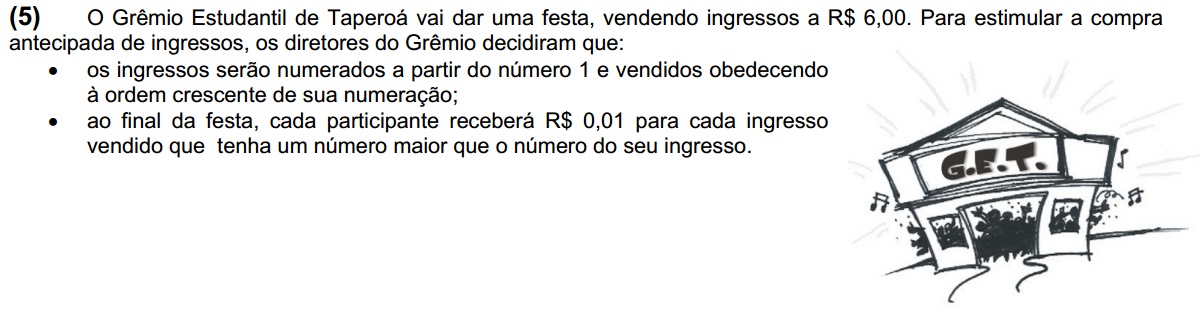 (5) O Grêmio Estudantil de Taperoá vai dar uma festa, vendendo ingressos a R$ 6,00. Para estimular a compra
antecipada de ingressos, os diretores do Grêmio decidiram que:
• os ingressos serão numerados a partir do número 1 e vendidos obedecendo
à ordem crescente de sua numeração;
• ao final da festa, cada participante receberá R$ 0,01 para cada ingresso
vendido que tenha um número maior que o número do seu ingresso.
G.E.T.